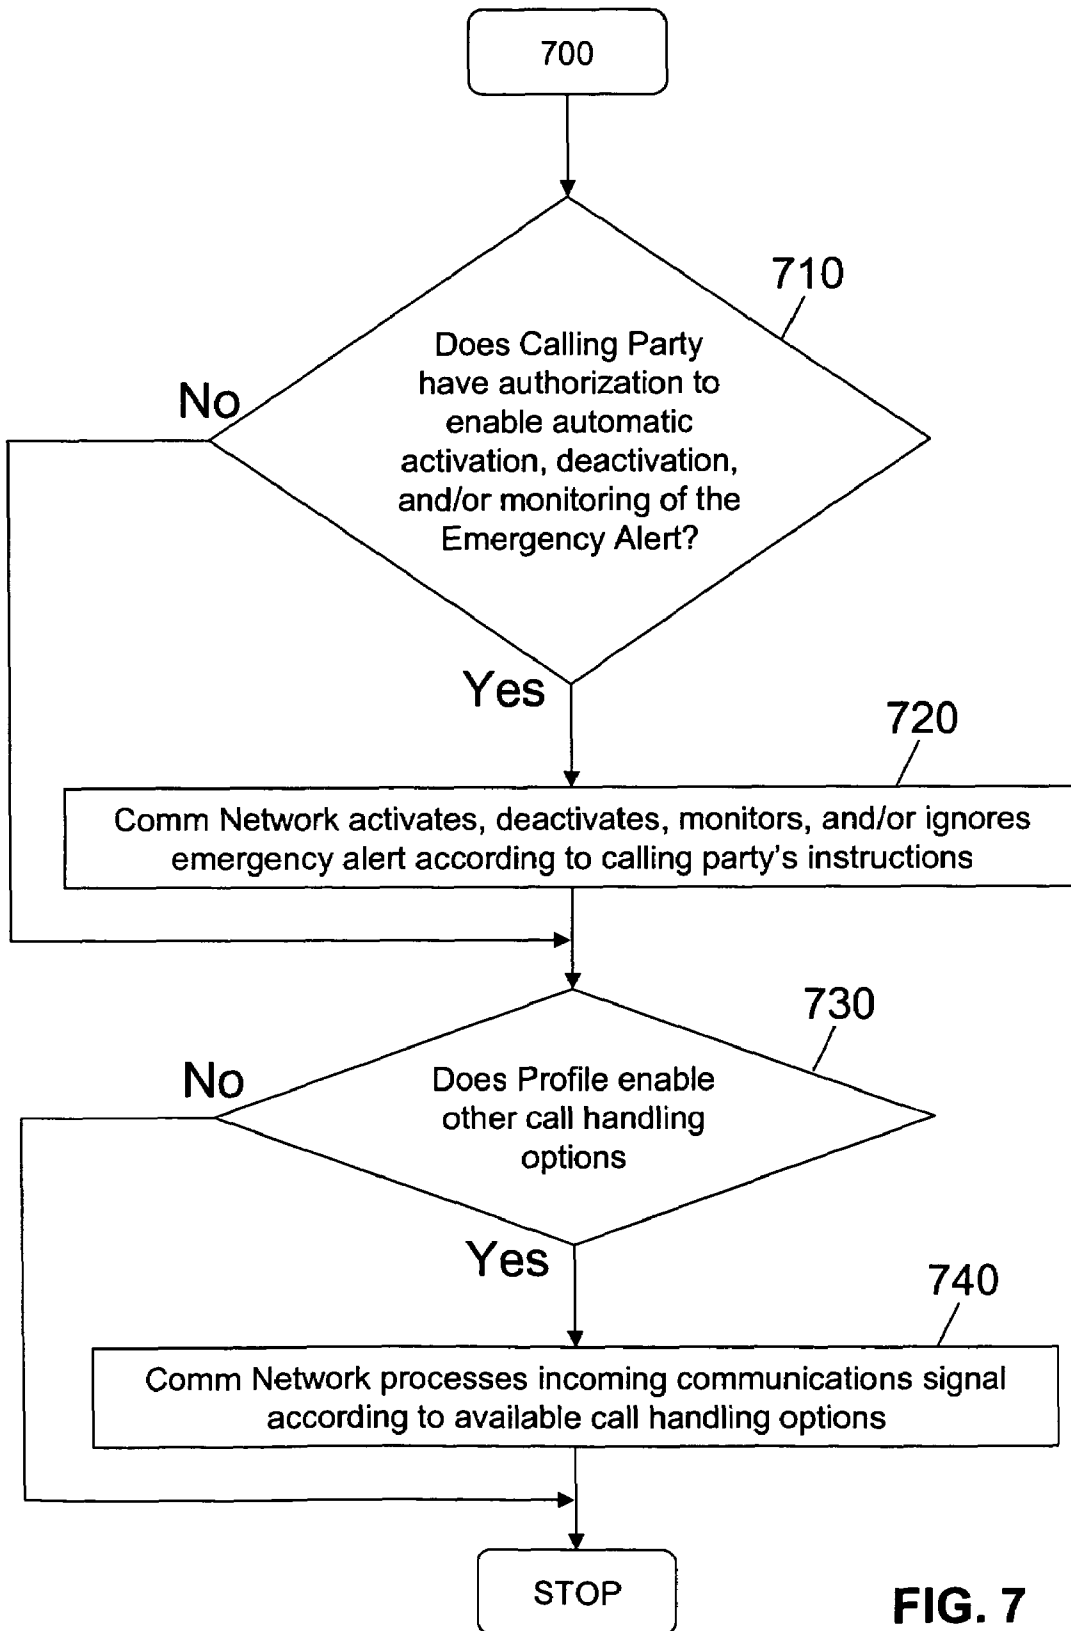 700
710
Does Calling Party
have authorization to
enable automatic
activation, deactivation,
and/or monitoring of the
Emergency Alert?
No
Yes
720
Comm Network activates, deactivates, monitors, and/or ignores
emergency alert according to calling party's instructions
730
Does Profile enable
other call handling
options
No
Yes
740
Comm Network processes incoming communications signal
according to available call handling options
STOP
FIG. 7